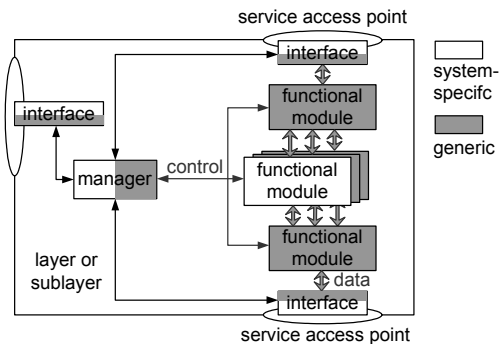 service access point
interface
system-
specifc
functional
module
generic
interface
control
manager
functional
module
functional
module
layer or
sublayer
data
interface
service access point